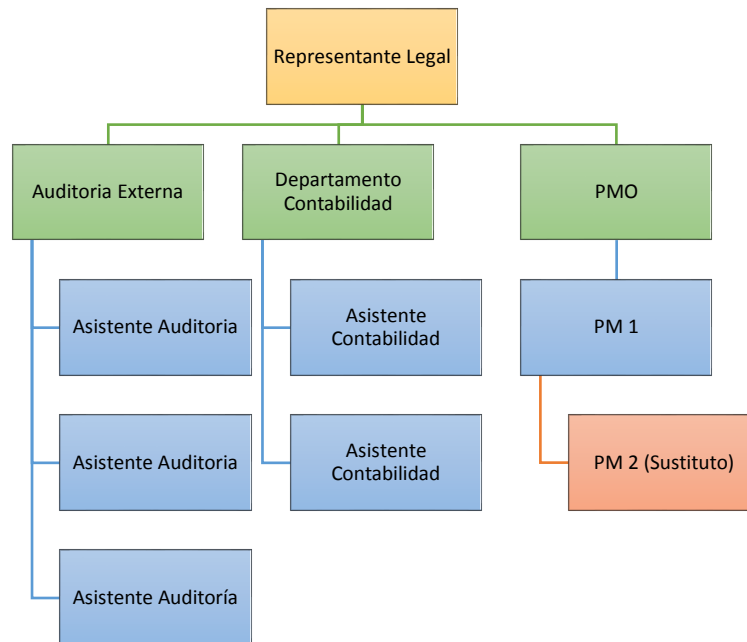 Representante Legal
Auditoria Externa
Departamento
Contabilidad
PMO
Asistente Auditoria
Asistente
Contabilidad
PM 1
Asistente Auditoria
Asistente
Contabilidad
PM 2 (Sustituto)
Asistente Auditoría